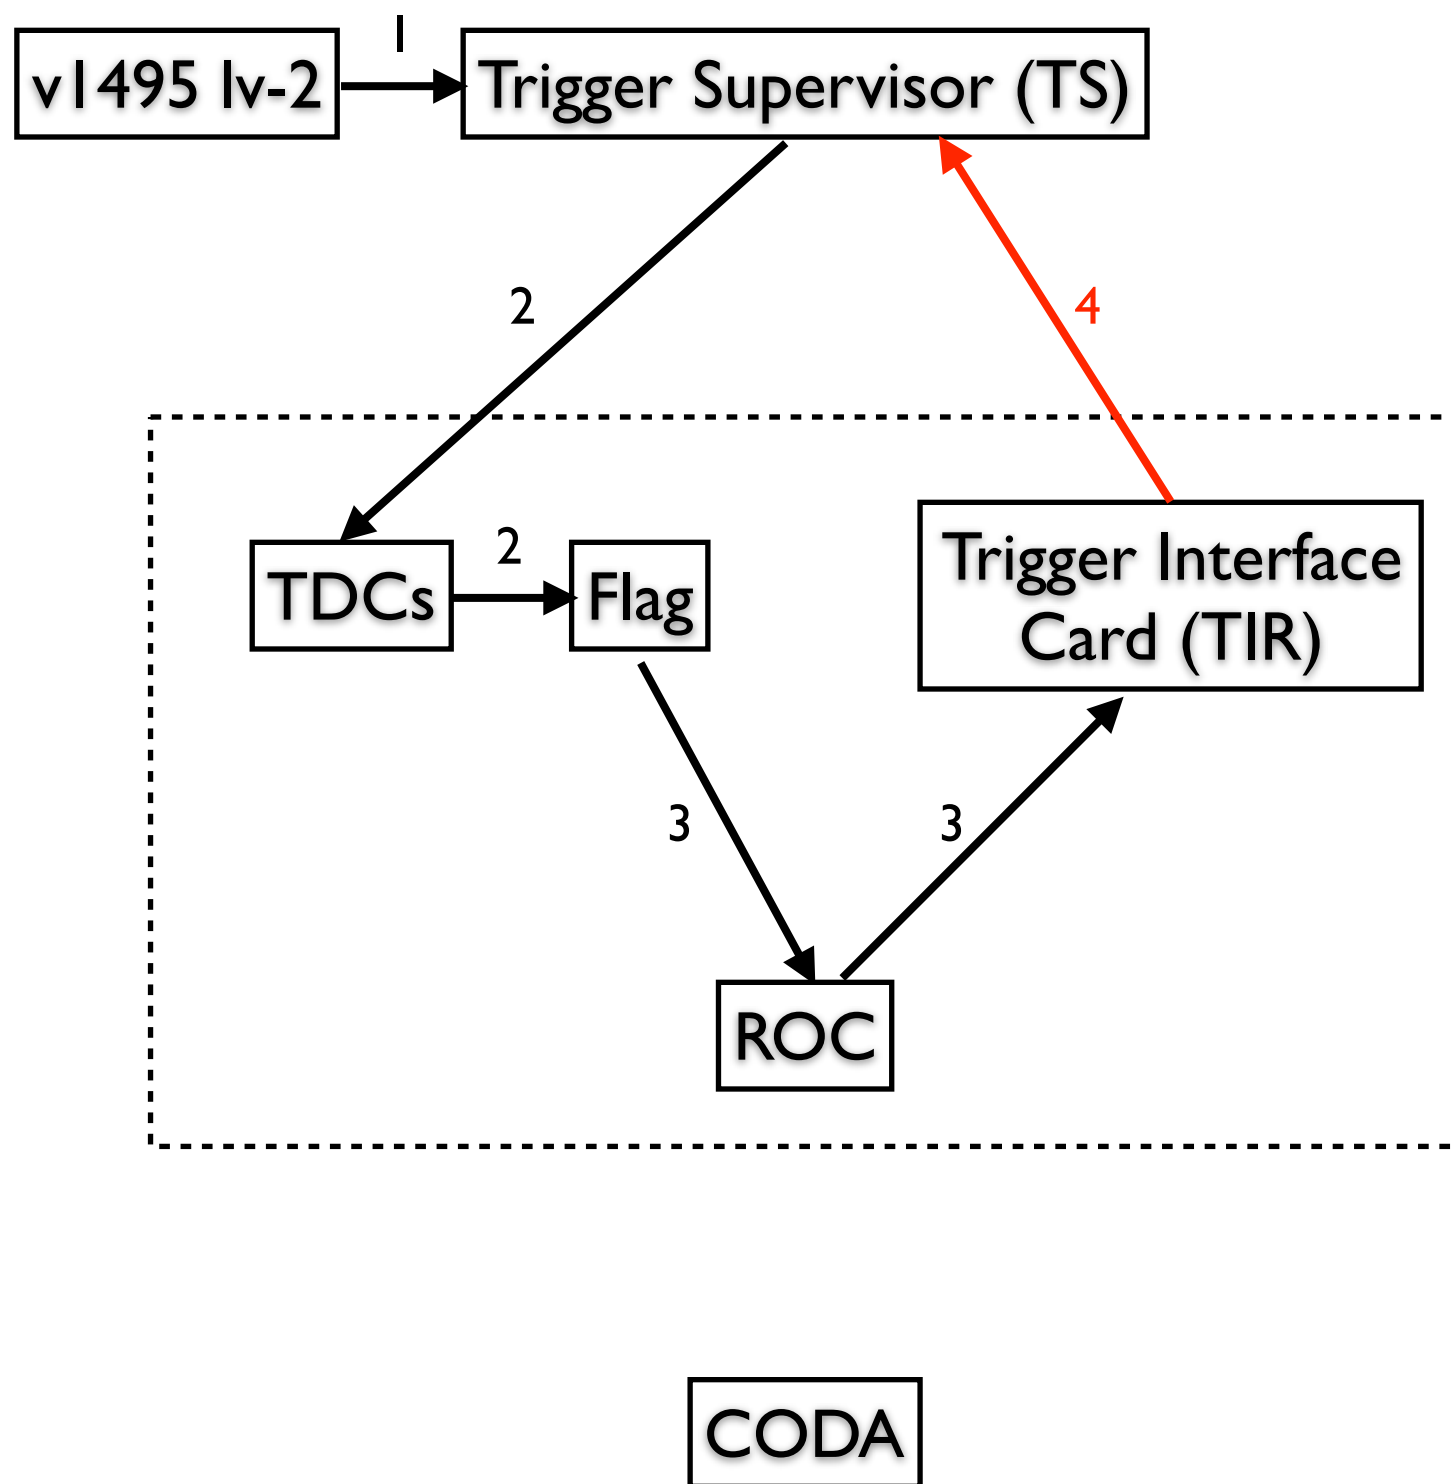 1
v1495 lv-2
Trigger Supervisor (TS)
2
4
TDCs
2
Flag
Trigger Interface
Card (TIR)
3
3
ROC
CODA